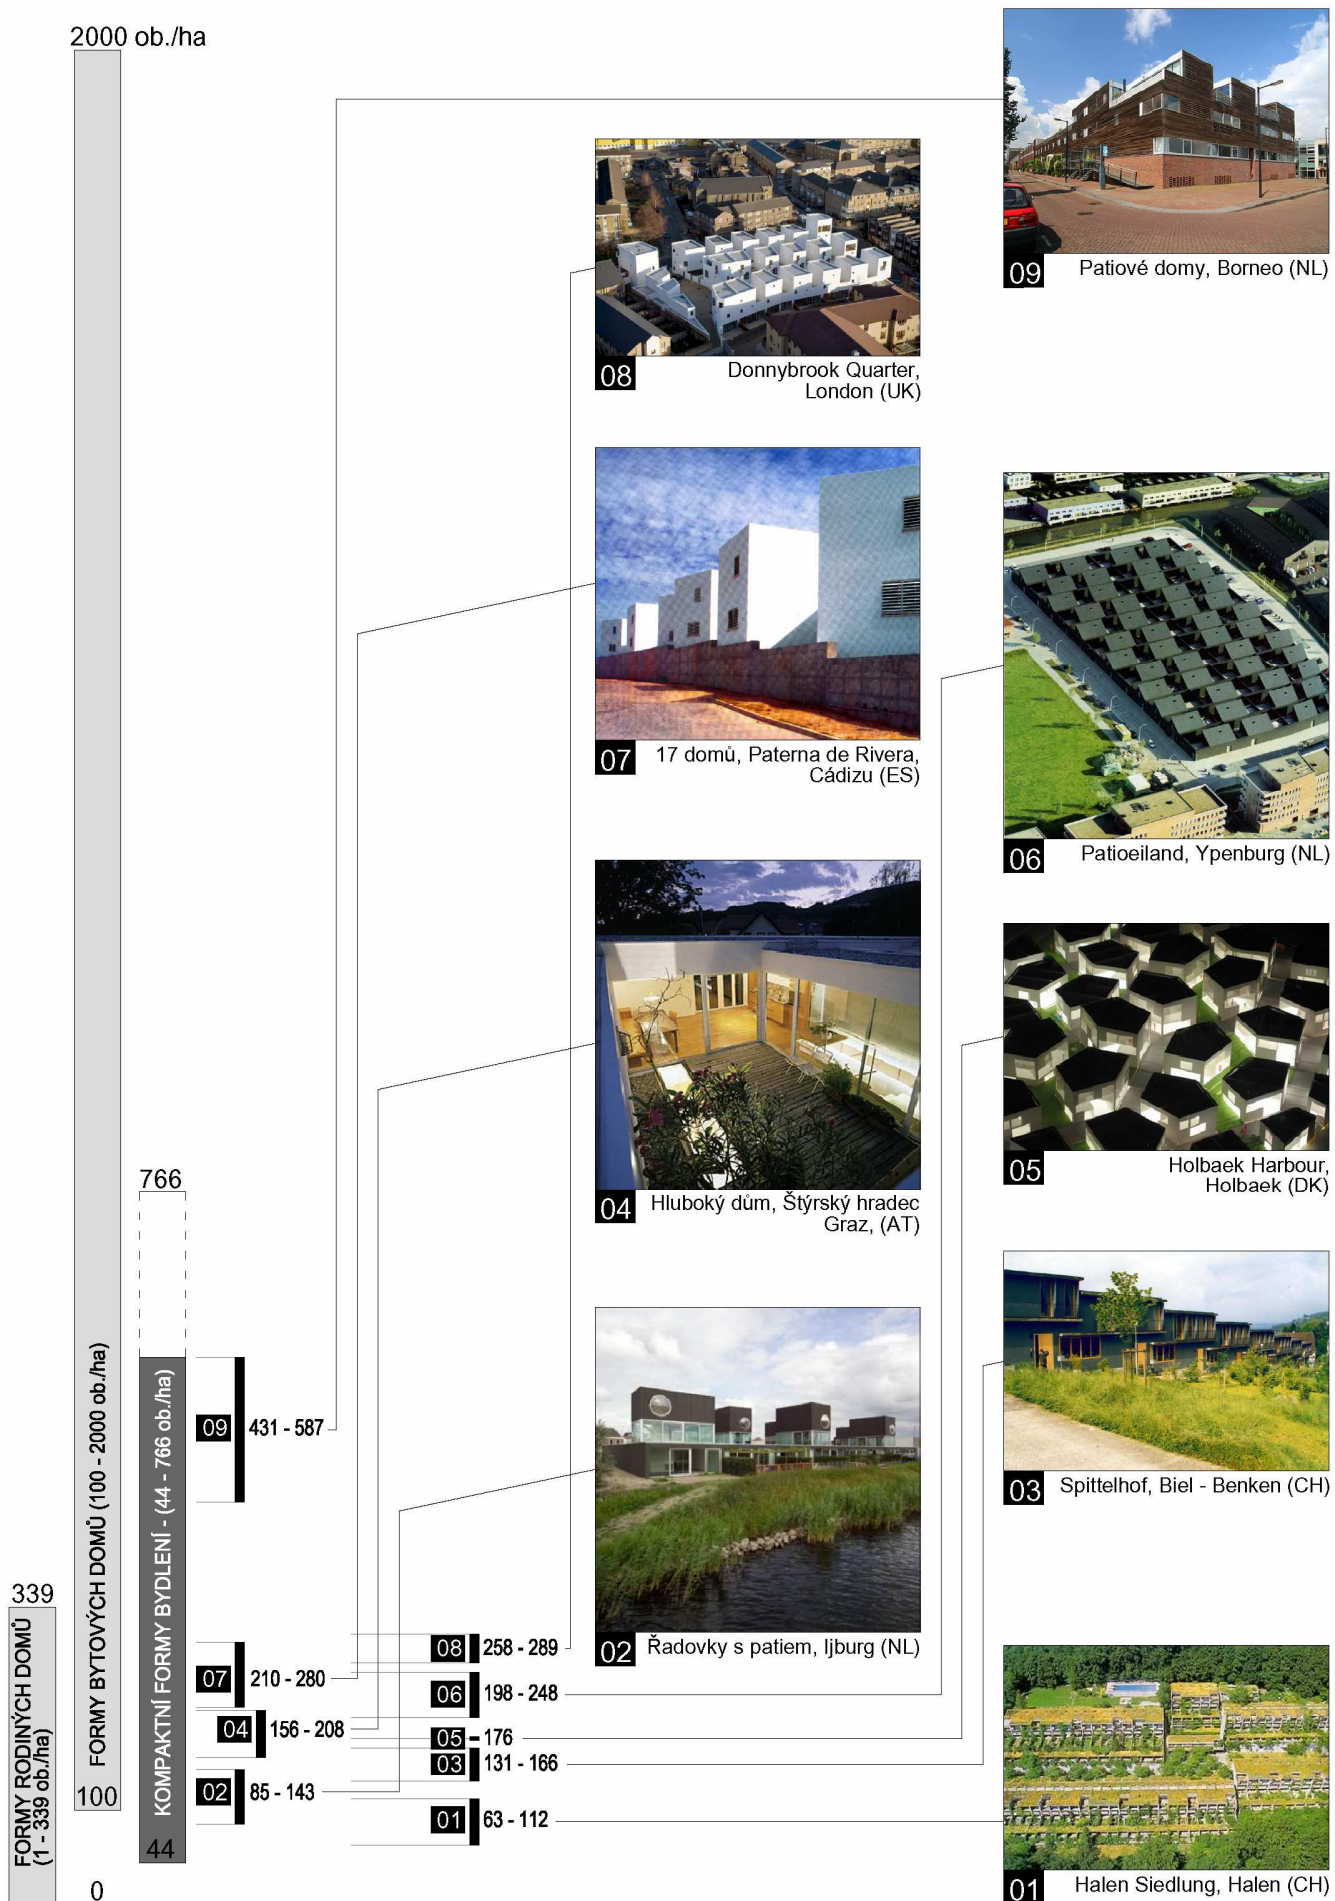 2000 ob./ha
09
Patiové domy, Borneo (NL)
08
Donnybrook Quarter,
London (UK)
07
17 domů, Paterna de Rivera,
Cádizu (ES)
06
Patioeiland, Ypenburg (NL)
05
Holbaek Harbour,
Holbaek (DK)
04
Hluboký dům, Štýrský hradec
Graz, (AT)
03
Spittelhof, Biel - Benken (CH)
02
Řadovky s patiem, Ijburg (NL)
01
Halen Siedlung, Halen (CH)
766
FORMY BYTOVÝCH DOMŮ (100 - 2000 ob./ha)
100
KOMPAKTNÍ FORMY BYDLENÍ - (44 - 766 ob./ha)
44
339
FORMY RODINÝCH DOMŮ
(1 - 339 ob./ha)
0
09 431 - 587
07 210 - 280
04 156 - 208
02 85 - 143
08 258 - 289
06 198 - 248
05 176
03 131 - 166
01 63 - 112